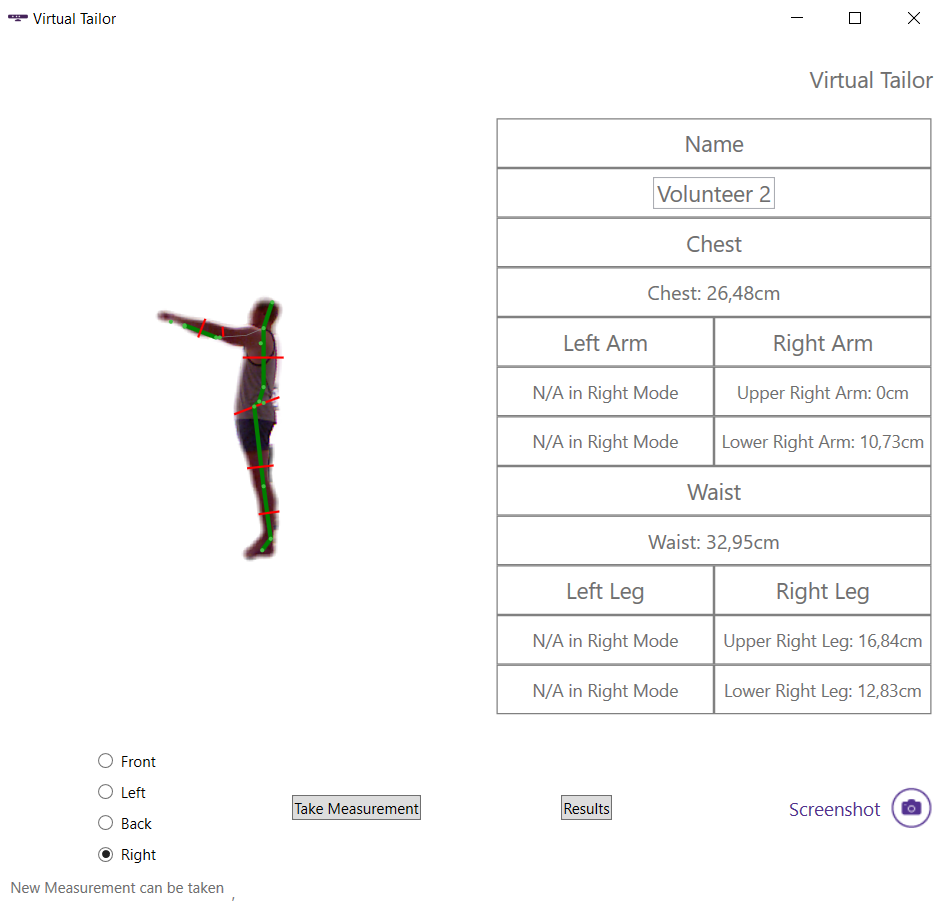 Virtual Tailor
Virtual Tailor
Name
Volunteer 2
Chest
Chest: 26,48cm
Left Arm Right Arm
N/A in Right Mode Upper Right Arm: 0cm
N/A in Right Mode Lower Right Arm: 10,73cm
Waist
Waist: 32,95cm
Left Leg Right Leg
N/A in Right Mode Upper Right Leg: 16,84cm
N/A in Right Mode Lower Right Leg: 12,83cm
Front
Left
Back
Right
Take Measurement Results Screenshot
New Measurement can be taken ,